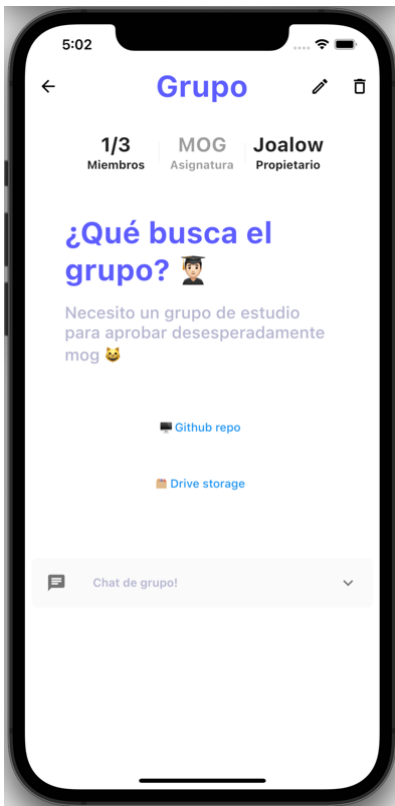 5:02
Grupo
1/3 MOG Joalow
Miembros Asignatura Propietario
¿Qué busca el
grupo? 👨🏻‍🎓
Necesito un grupo de estudio
para aprobar desesperadamente
mog 😺
🖥️ Github repo
🗂️ Drive storage
Chat de grupo!